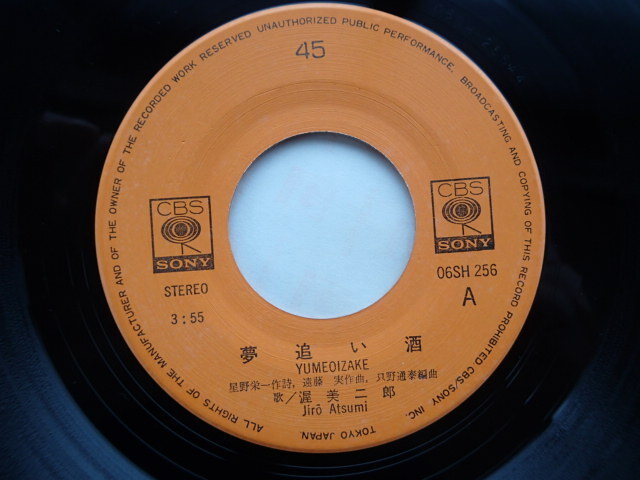 ALL RIGHTS OF THE MANUFACTURER AND OF THE OWNER OF THE RECORDED WORK RESERVED UNAUTHORIZED PUBLIC PERFORMANCE, BROADCASTING AND COPYING OF THIS RECORD PROHIBITED CBS/SONY INC.
TOKYO JAPAN
45
CBS
SONY
CBS
SONY
STEREO
06SH 256
3:55
A
夢追い酒
YUMEOIZAKE
星野栄一作詩, 遠藤 実作曲, 只野通泰編曲
歌/渥美二郎
Jirō Atsumi